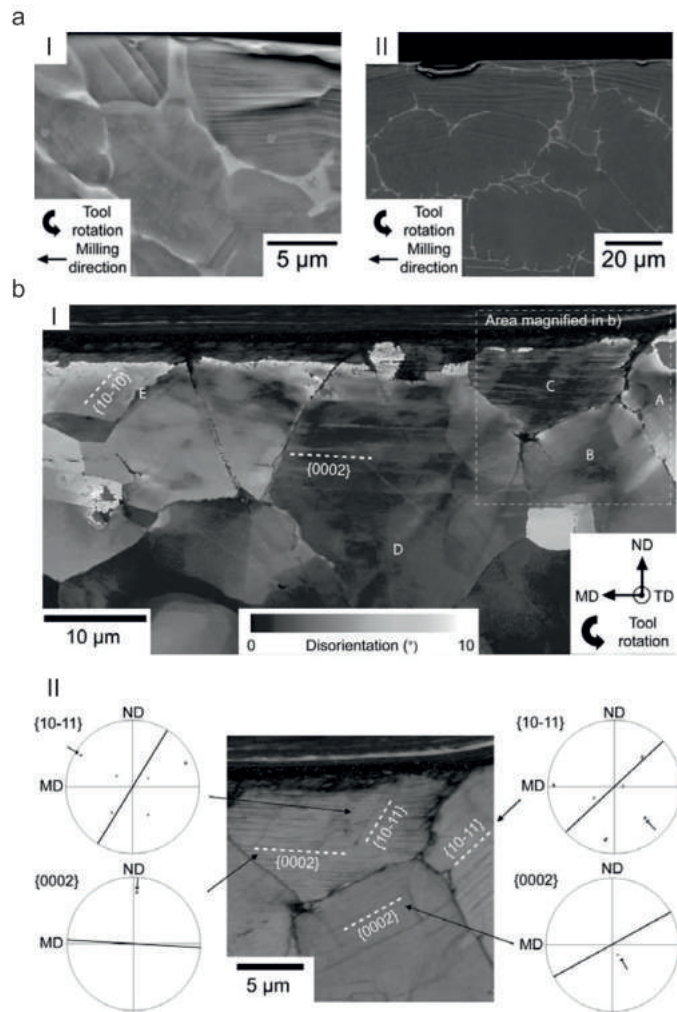 a
I
Tool
rotation
Milling
direction
5 µm
II
Tool
rotation
Milling
direction
20 µm
b
I
Area magnified in b)
{10-10}
E
C
A
B
{0002}
D
10 µm
0
10
Disorientation (°)
ND
MD
TD
Tool
rotation
II
{10-11}
ND
MD
{0002}
ND
MD
{10-11}
{0002}
{10-11}
{0002}
5 µm
{10-11}
ND
MD
{0002}
ND
MD